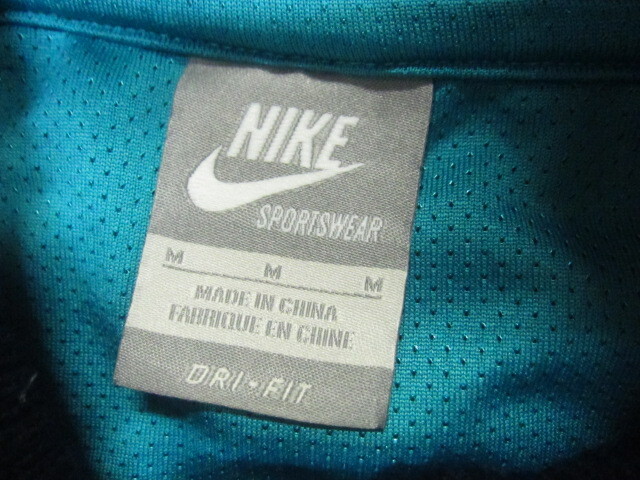 NIKE
SPORTSWEAR
M M M
MADE IN CHINA
FABRIQUE EN CHINE
DRI-FIT